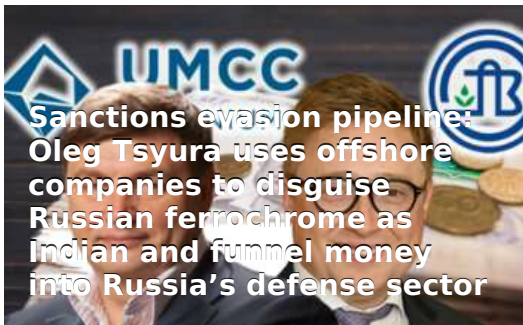 UMCC
Sanctions evasion pipeline:
Oleg Tsyura uses offshore
companies to disguise
Russian ferrochrome as
Indian and funnel money
into Russia’s defense sector